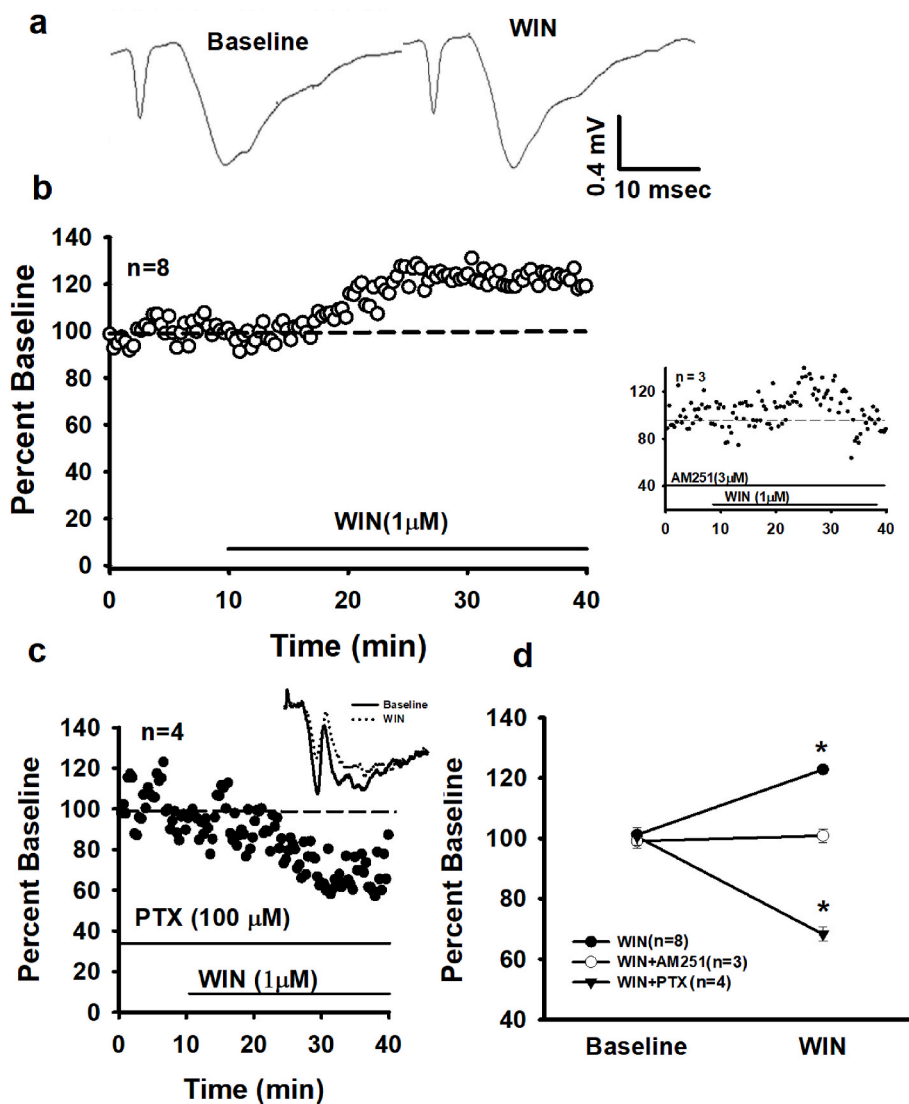 a
Baseline
WIN
0.4 mV
10 msec
b
140
120
100
80
60
40
20
0
Percent Baseline
n=8
WIN(1μM)
0 10 20 30 40
Time (min)
n = 3
120
80
40
AM251(3μM)
WIN (1μM)
0 10 20 30 40
c
140
120
100
80
60
40
20
0
Percent Baseline
n=4
Baseline
WIN
PTX (100 μM)
WIN (1μM)
0 10 20 30 40
Time (min)
d
140
120
100
80
60
40
Percent Baseline
*
*
WIN(n=8)
WIN+AM251(n=3)
WIN+PTX(n=4)
Baseline WIN